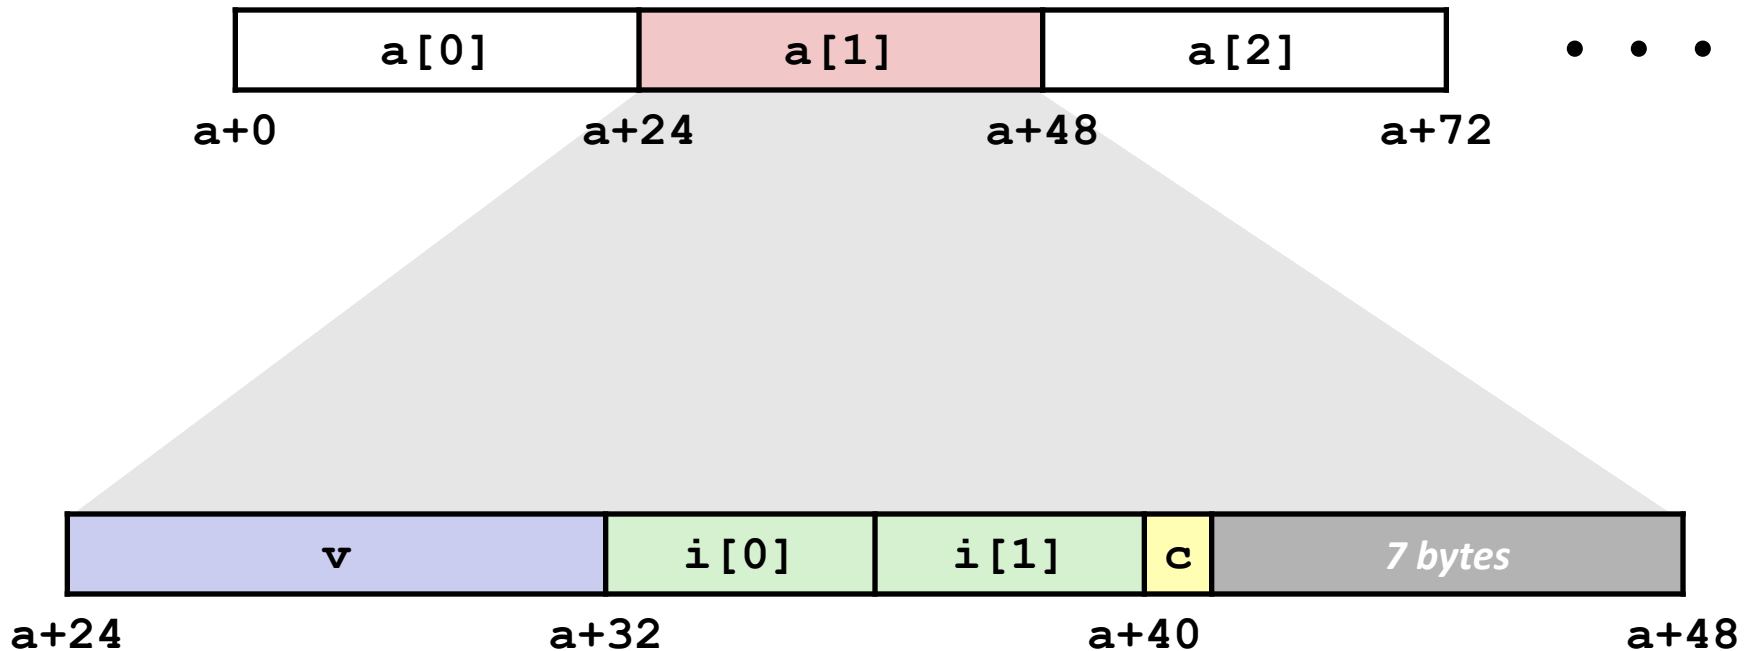 a[0] a[1] a[2] • • •
a+0 a+24 a+48 a+72
v i[0] i[1] c 7 bytes
a+24 a+32 a+40 a+48